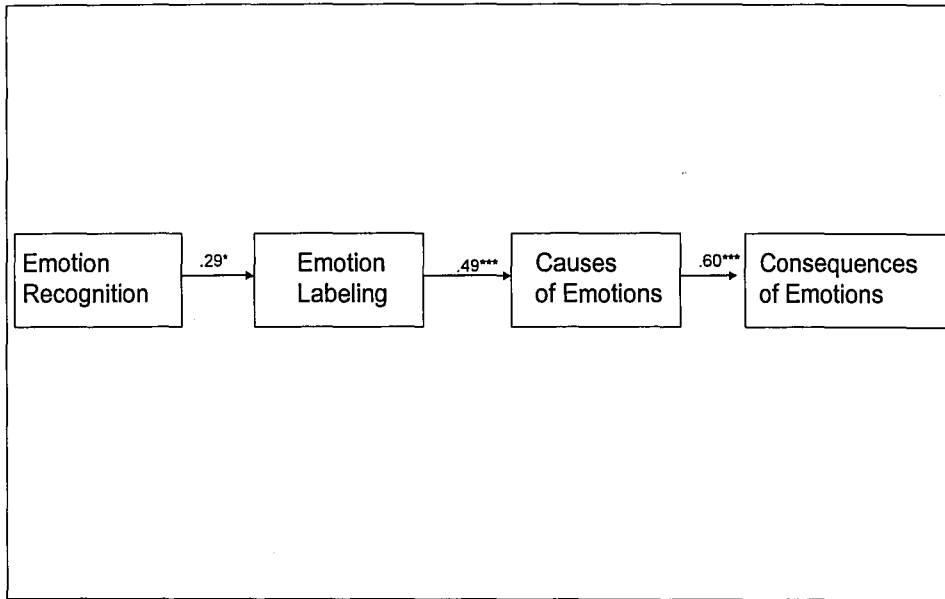 Emotion
Recognition
.29*
Emotion
Labeling
.49***
Causes
of Emotions
.60***
Consequences
of Emotions